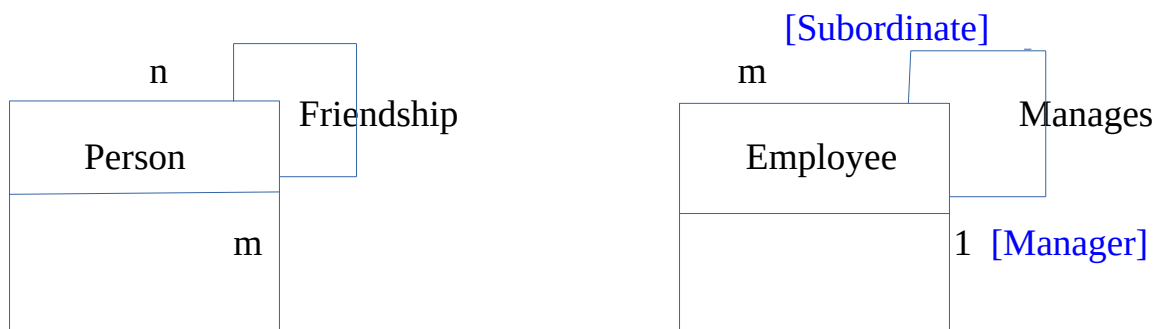 n
Friendship
Person
m
[Subordinate]
m
Manages
Employee
1 [Manager]